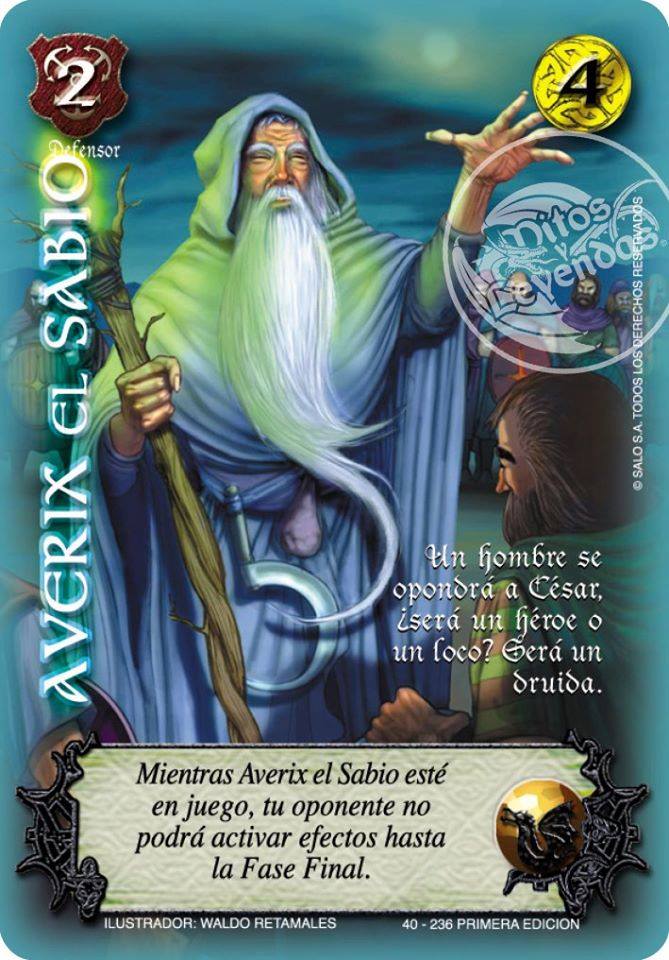 2
4
Defensor
AVERIX EL SABIO
Mitos
y
Leyendas
© SALO S.A. TODOS LOS DERECHOS RESERVADOS
Un hombre se
opondrá a César,
¿será un héroe o
un loco? Será un
druida.
Mientras Averix el Sabio esté
en juego, tu oponente no
podrá activar efectos hasta
la Fase Final.
ILUSTRADOR: WALDO RETAMALES
40 - 236 PRIMERA EDICION